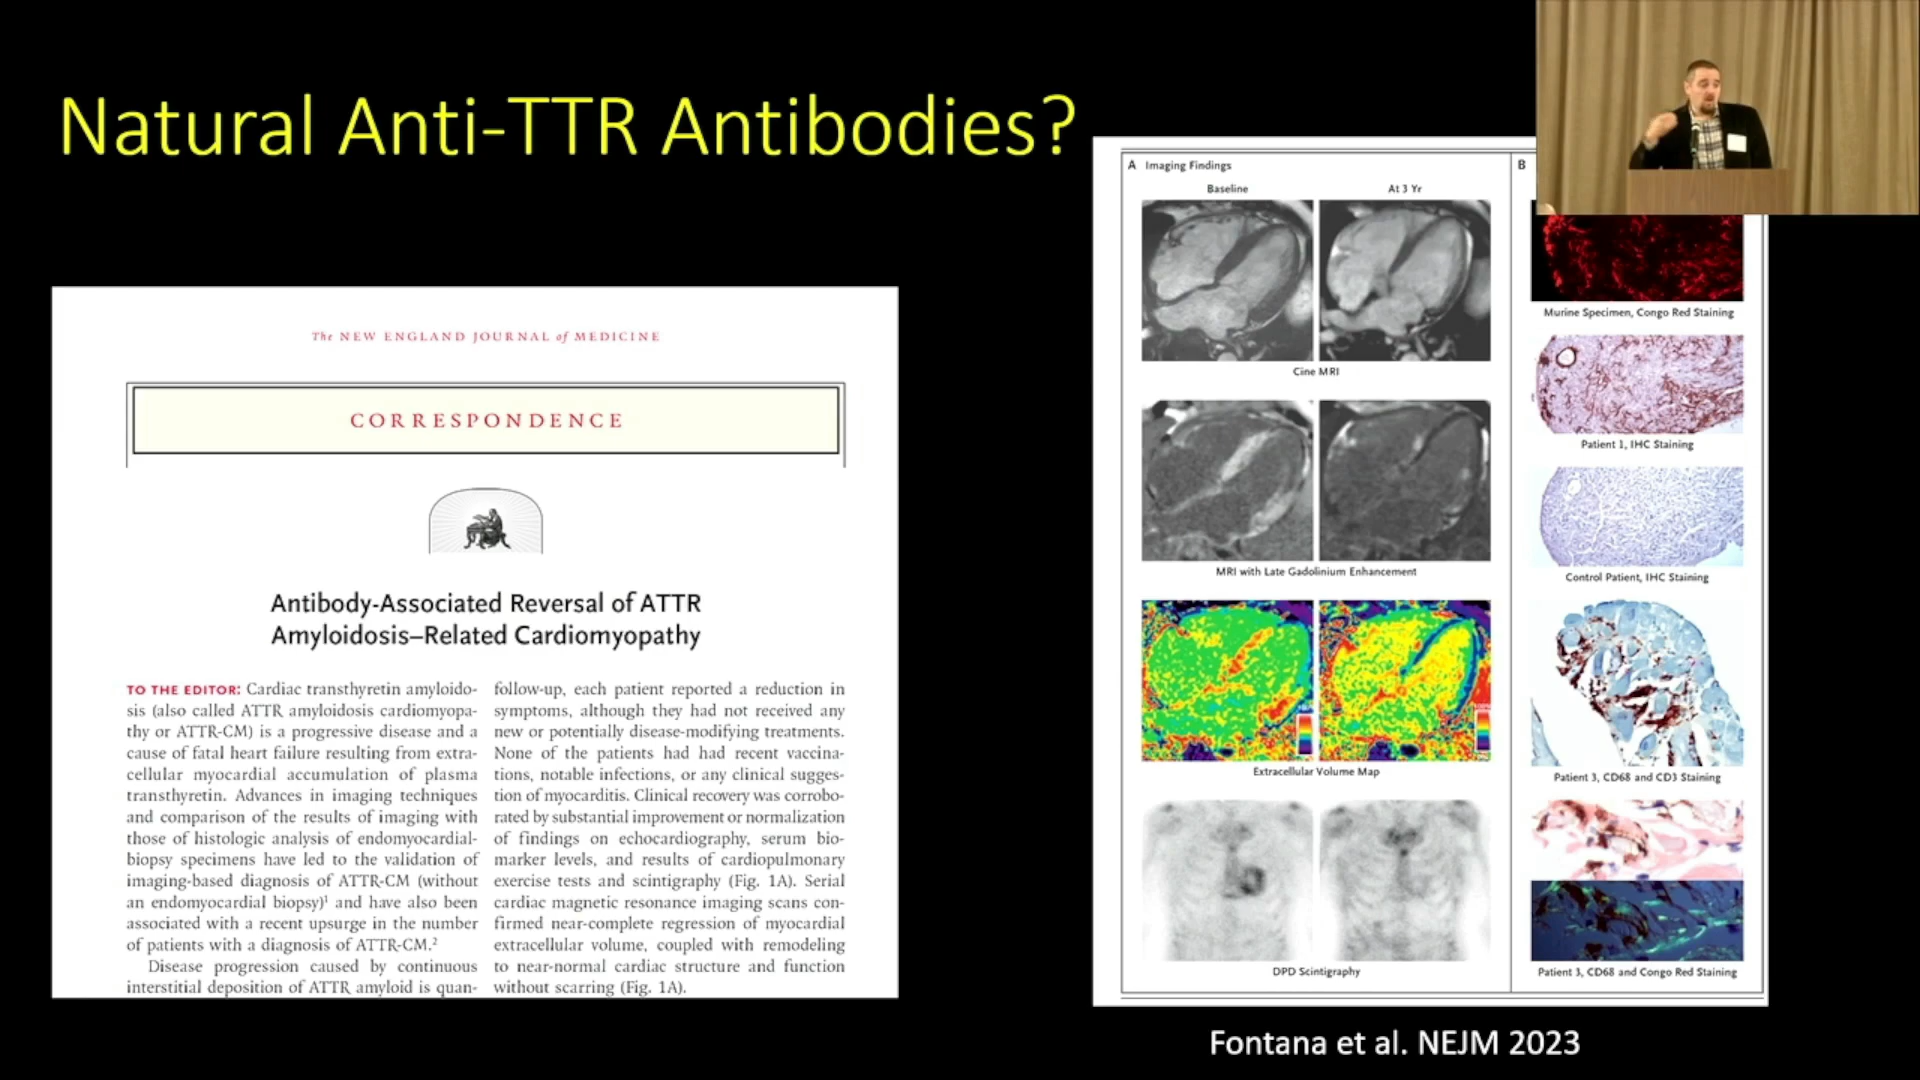 Natural Anti-TTR Antibodies?
The NEW ENGLAND JOURNAL of MEDICINE
CORRESPONDENCE
Antibody-Associated Reversal of ATTR
Amyloidosis–Related Cardiomyopathy
TO THE EDITOR: Cardiac transthyretin amyloido-
sis (also called ATTR amyloidosis cardiomyopa-
thy or ATTR-CM) is a progressive disease and a
cause of fatal heart failure resulting from extra-
cellular myocardial accumulation of plasma
transthyretin. Advances in imaging techniques
and comparison of the results of imaging with
those of histologic analysis of endomyocardial-
biopsy specimens have led to the validation of
imaging-based diagnosis of ATTR-CM (without
an endomyocardial biopsy)1 and have also been
associated with a recent upsurge in the number
of patients with a diagnosis of ATTR-CM.2
Disease progression caused by continuous
interstitial deposition of ATTR amyloid is quan-
follow-up, each patient reported a reduction in
symptoms, although they had not received any
new or potentially disease-modifying treatments.
None of the patients had had recent vaccina-
tions, notable infections, or any clinical sugges-
tion of myocarditis. Clinical recovery was corrobo-
rated by substantial improvement or normalization
of findings on echocardiography, serum bio-
marker levels, and results of cardiopulmonary
exercise tests and scintigraphy (Fig. 1A). Serial
cardiac magnetic resonance imaging scans con-
firmed near-complete regression of myocardial
extracellular volume, coupled with remodeling
to near-normal cardiac structure and function
without scarring (Fig. 1A).
A Imaging Findings
Baseline
At 3 Yr
Cine MRI
MRI with Late Gadolinium Enhancement
Extracellular Volume Map
DPD Scintigraphy
B
Murine Specimen, Congo Red Staining
Patient 1, IHC Staining
Control Patient, IHC Staining
Patient 3, CD68 and CD3 Staining
Patient 3, CD68 and Congo Red Staining
Fontana et al. NEJM 2023